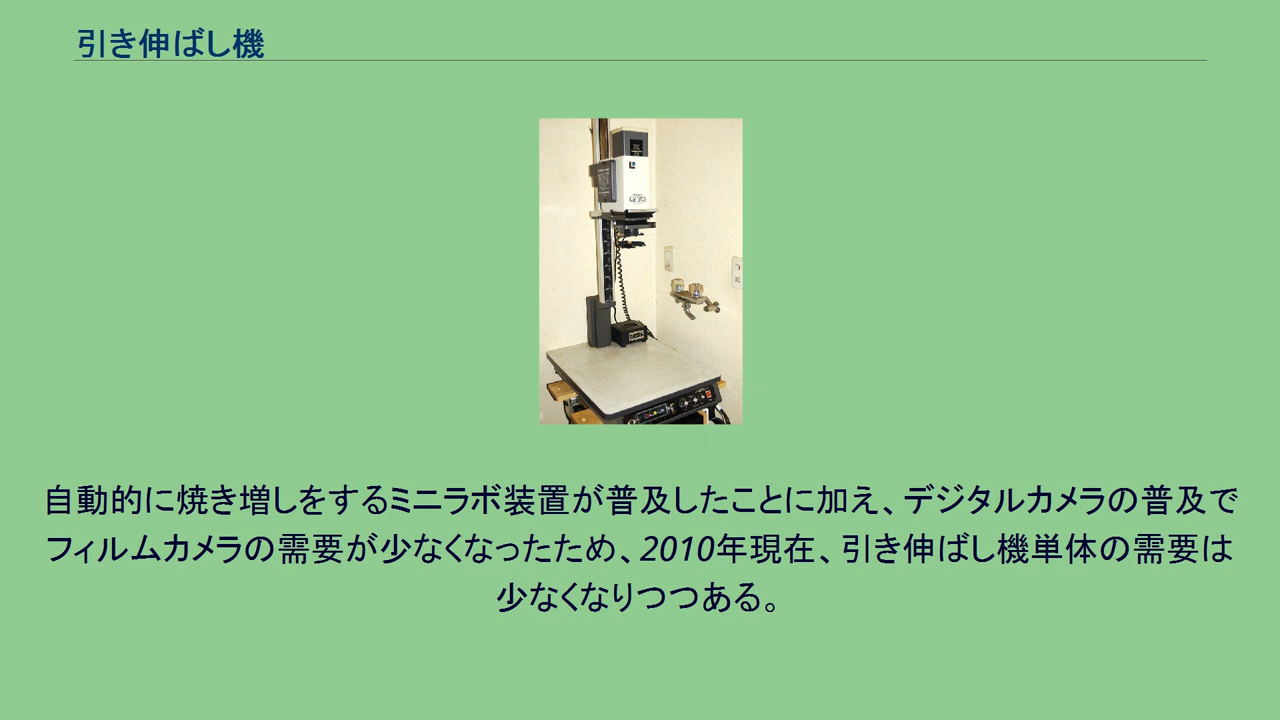 引き伸ばし機
自動的に焼き増しをするミニラボ装置が普及したことに加え、デジタルカメラの普及で
フィルムカメラの需要が少なくなったため、2010年現在、引き伸ばし機単体の需要は
少なくなりつつある。